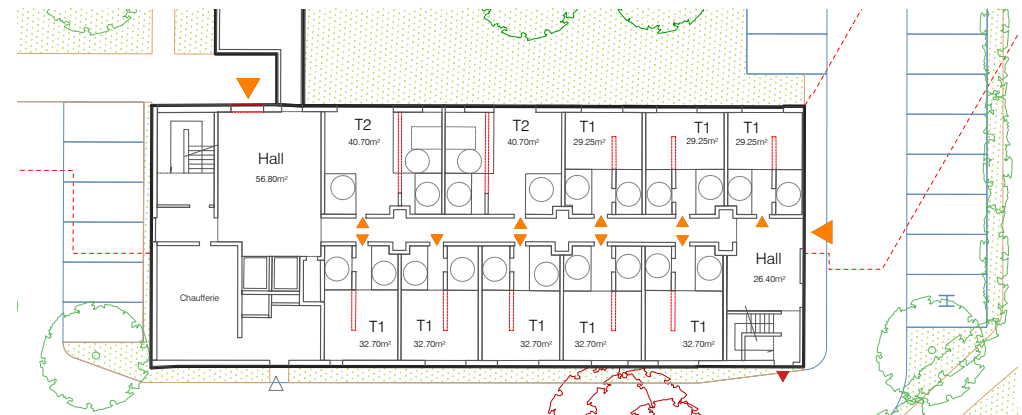 T2
40.70m²
T2
40.70m²
T1
29.25m²
T1
29.25m²
T1
29.25m²
Hall
56.80m²
Hall
26.40m²
Chaufferie
T1
32.70m²
T1
32.70m²
T1
32.70m²
T1
32.70m²
T1
32.70m²